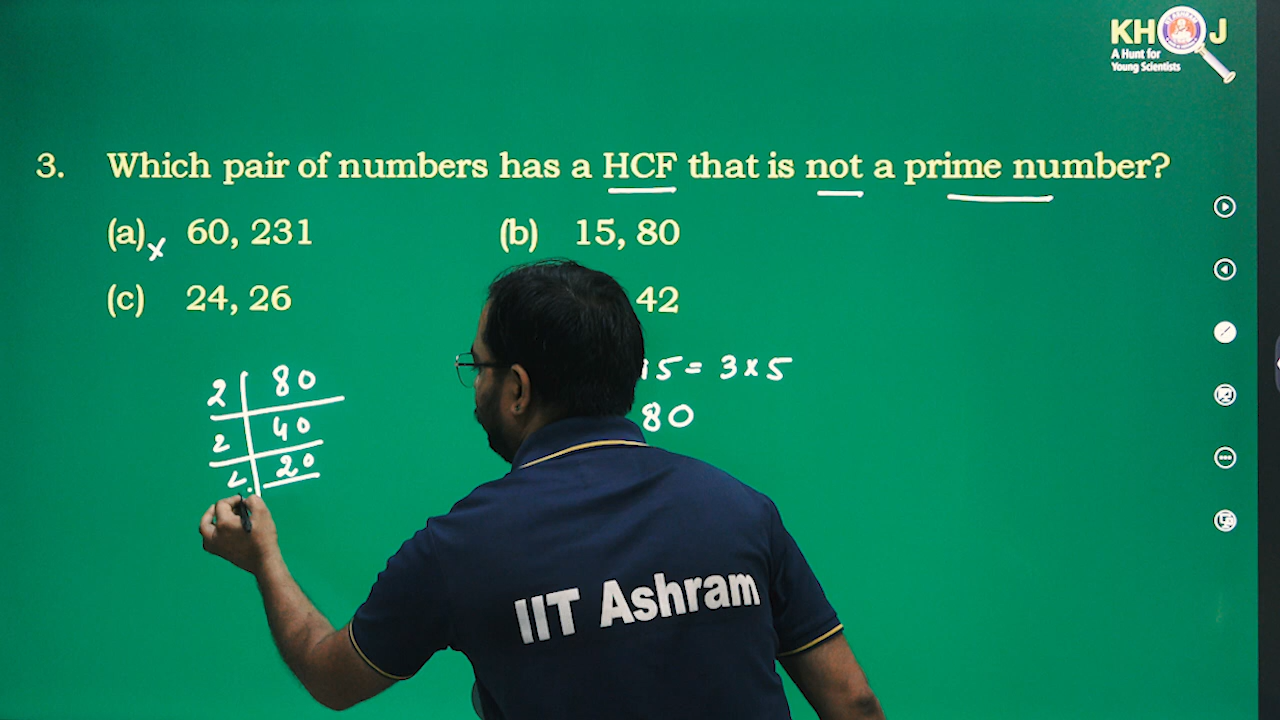 KHOJ
A Hunt for
Young Scientists
3. Which pair of numbers has a HCF that is not a prime number?
(a) x 60, 231 (b) 15, 80
(c) 24, 26 42
2 80 15 = 3 x 5
2 40 80
2 20
IIT Ashram